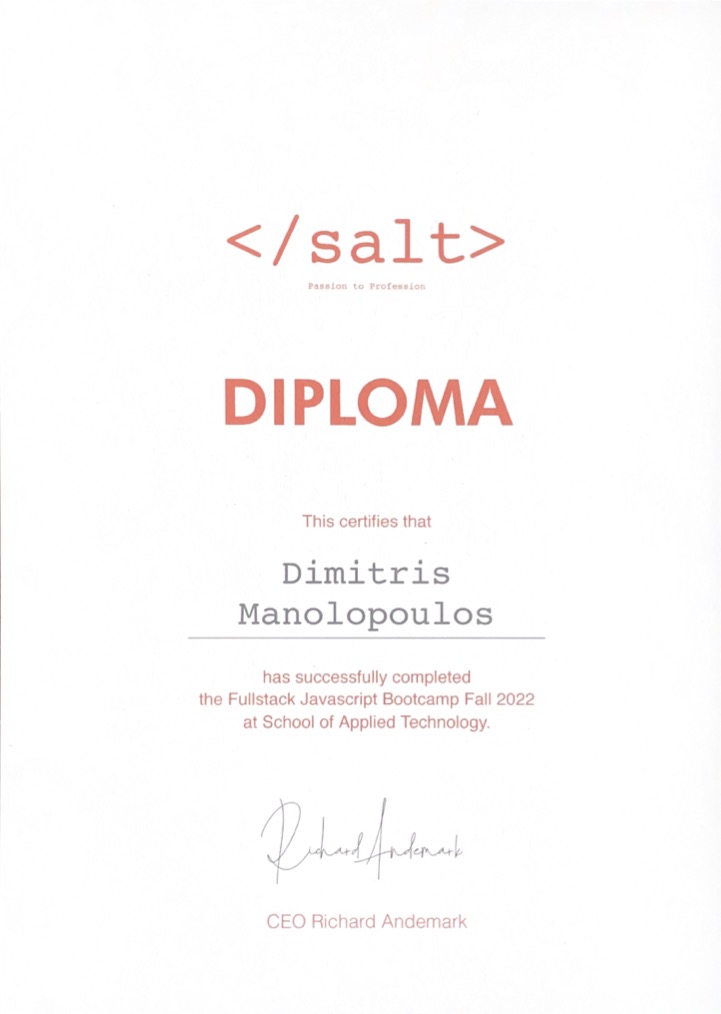 </salt>
Passion to Profession
DIPLOMA
This certifies that
Dimitris
Manolopoulos
has successfully completed
the Fullstack Javascript Bootcamp Fall 2022
at School of Applied Technology.
Richard Andemark
CEO Richard Andemark